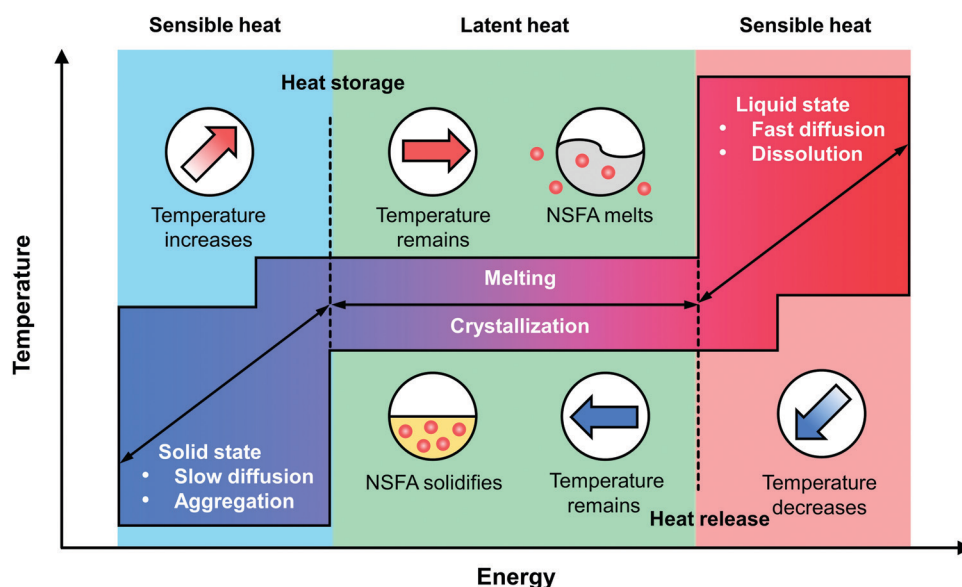 Sensible heat
Latent heat
Sensible heat
Heat storage
Temperature
increases
Temperature
remains
NSFA melts
Liquid state
• Fast diffusion
• Dissolution
Melting
Crystallization
Solid state
• Slow diffusion
• Aggregation
NSFA solidifies
Temperature
remains
Temperature
decreases
Heat release
Temperature
Energy